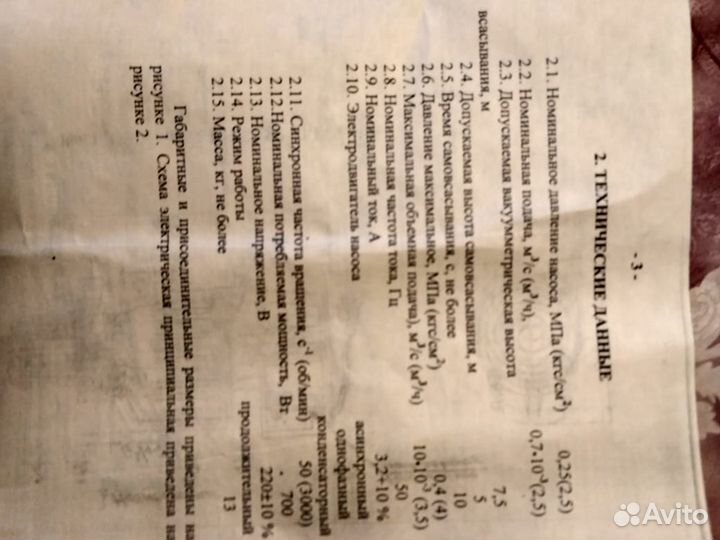 - 3 -
2. ТЕХНИЧЕСКИЕ ДАННЫЕ
2.1. Номинальное давление насоса, МПа (кгс/см²) 0,25(2,5)
2.2. Номинальная подача, м³/с (м³/ч), 0,7•10⁻³(2,5)
2.3. Допускаемая вакуумметрическая высота
всасывания, м 7,5
2.4. Допускаемая высота самовсасывания, м 5
2.5. Время самовсасывания, с, не более 10
2.6. Давление максимальное, МПа (кгс/см²) 0,4 (4)
2.7. Максимальная объемная подача), м³/с (м³/ч) 10•10⁻³ (3,5)
2.8. Номинальная частота тока, Гц 50
2.9. Номинальный ток, А 3,2+10 %
2.10. Электродвигатель насоса асинхронный
однофазный
конденсаторный
2.11. Синхронная частота вращения, с⁻¹ (об/мин) 50 (3000)
2.12.Номинальная потребляемая мощность, Вт 700
2.13. Номинальное напряжение, В 220±10 %
2.14. Режим работы продолжительный
2.15. Масса, кг, не более 13
Габаритные и присоединительные размеры приведены на
рисунке 1. Схема электрическая принципиальная приведена на
рисунке 2.
Avito